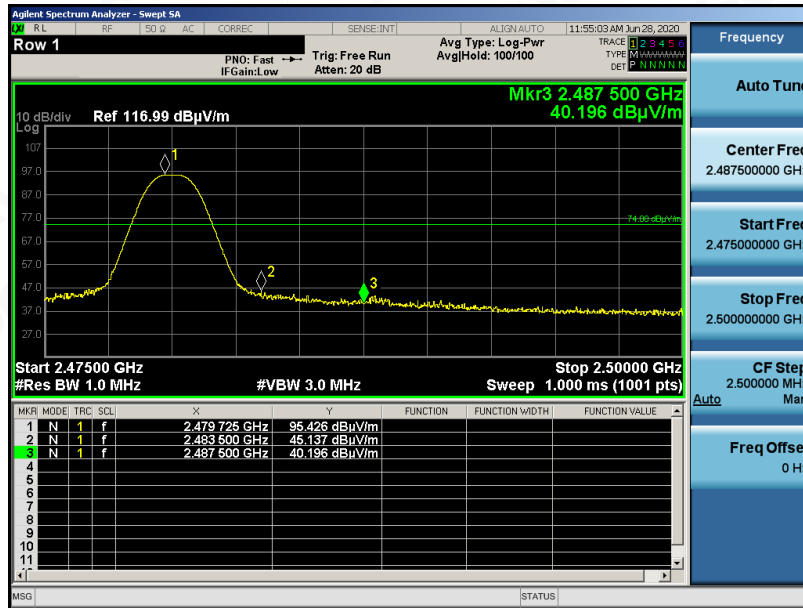 Agilent Spectrum Analyzer - Swept SA
LXI RL RF 50 Ω AC CORREC SENSE:INT ALIGN AUTO 11:55:03 AM Jun 28, 2020
Row 1
PNO: Fast
IFGain:Low
Trig: Free Run
Atten: 20 dB
Avg Type: Log-Pwr
Avg|Hold: 100/100
TRACE 1 2 3 4 5 6
TYPE M
DET P N N N N N
Mkr3 2.487 500 GHz
40.196 dBµV/m
10 dB/div Ref 116.99 dBµV/m
Log
107
97.0
87.0
77.0
67.0
57.0
47.0
37.0
27.0
1
2
3
74.00 dBµV/m
Start 2.47500 GHz Stop 2.50000 GHz
#Res BW 1.0 MHz #VBW 3.0 MHz Sweep 1.000 ms (1001 pts)
MKR MODE TRC SCL X Y FUNCTION FUNCTION WIDTH FUNCTION VALUE
1 N 1 f 2.479 725 GHz 95.426 dBµV/m
2 N 1 f 2.483 500 GHz 45.137 dBµV/m
3 N 1 f 2.487 500 GHz 40.196 dBµV/m
4
5
6
7
8
9
10
11
MSG STATUS
Frequency
Auto Tune
Center Fre
2.487500000 GH
Start Fre
2.475000000 GH
Stop Fre
2.500000000 GH
CF Step
2.500000 MH
Auto Ma
Freq Offse
0 H